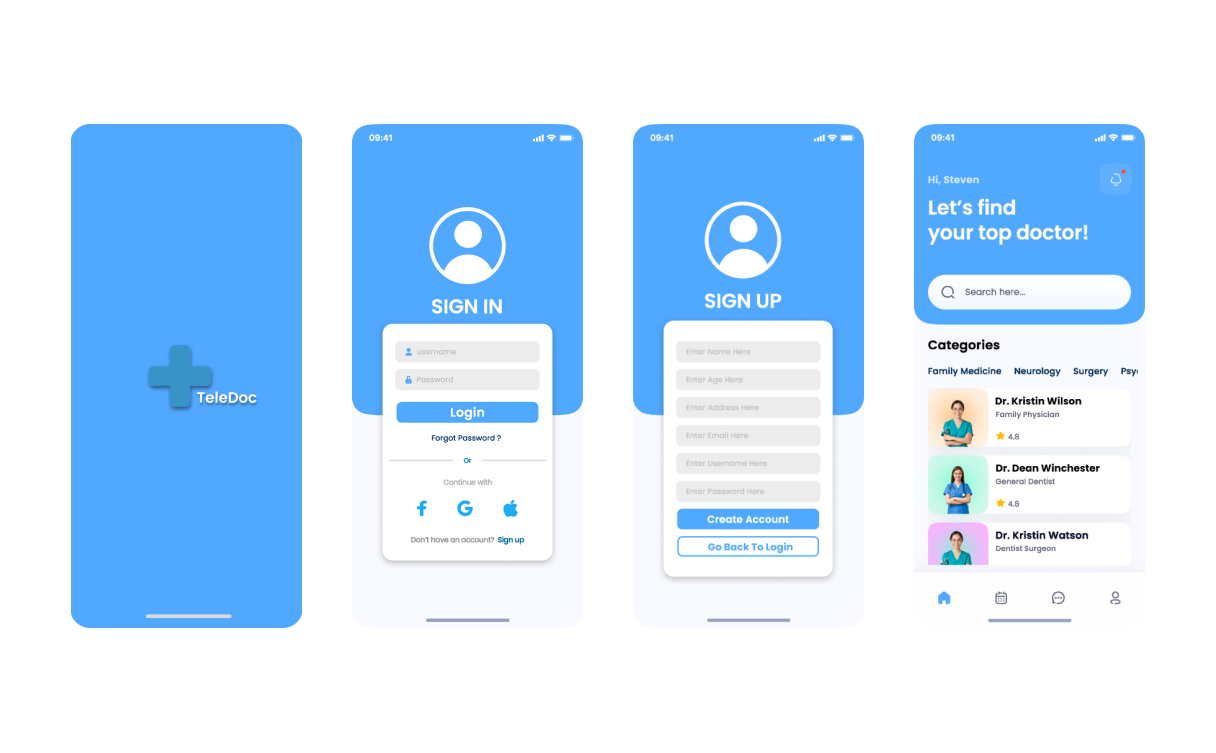 TeleDoc
09:41
SIGN IN
username
Password
Login
Forgot Password ?
Or
Continue with
Don't have an account? Sign up
09:41
SIGN UP
Enter Name Here
Enter Age Here
Enter Address Here
Enter Email Here
Enter Username Here
Enter Password Here
Create Account
Go Back To Login
09:41
Hi, Steven
Let's find
your top doctor!
Search here...
Categories
Family Medicine Neurology Surgery Psy
Dr. Kristin Wilson
Family Physician
4.8
Dr. Dean Winchester
General Dentist
4.8
Dr. Kristin Watson
Dentist Surgeon